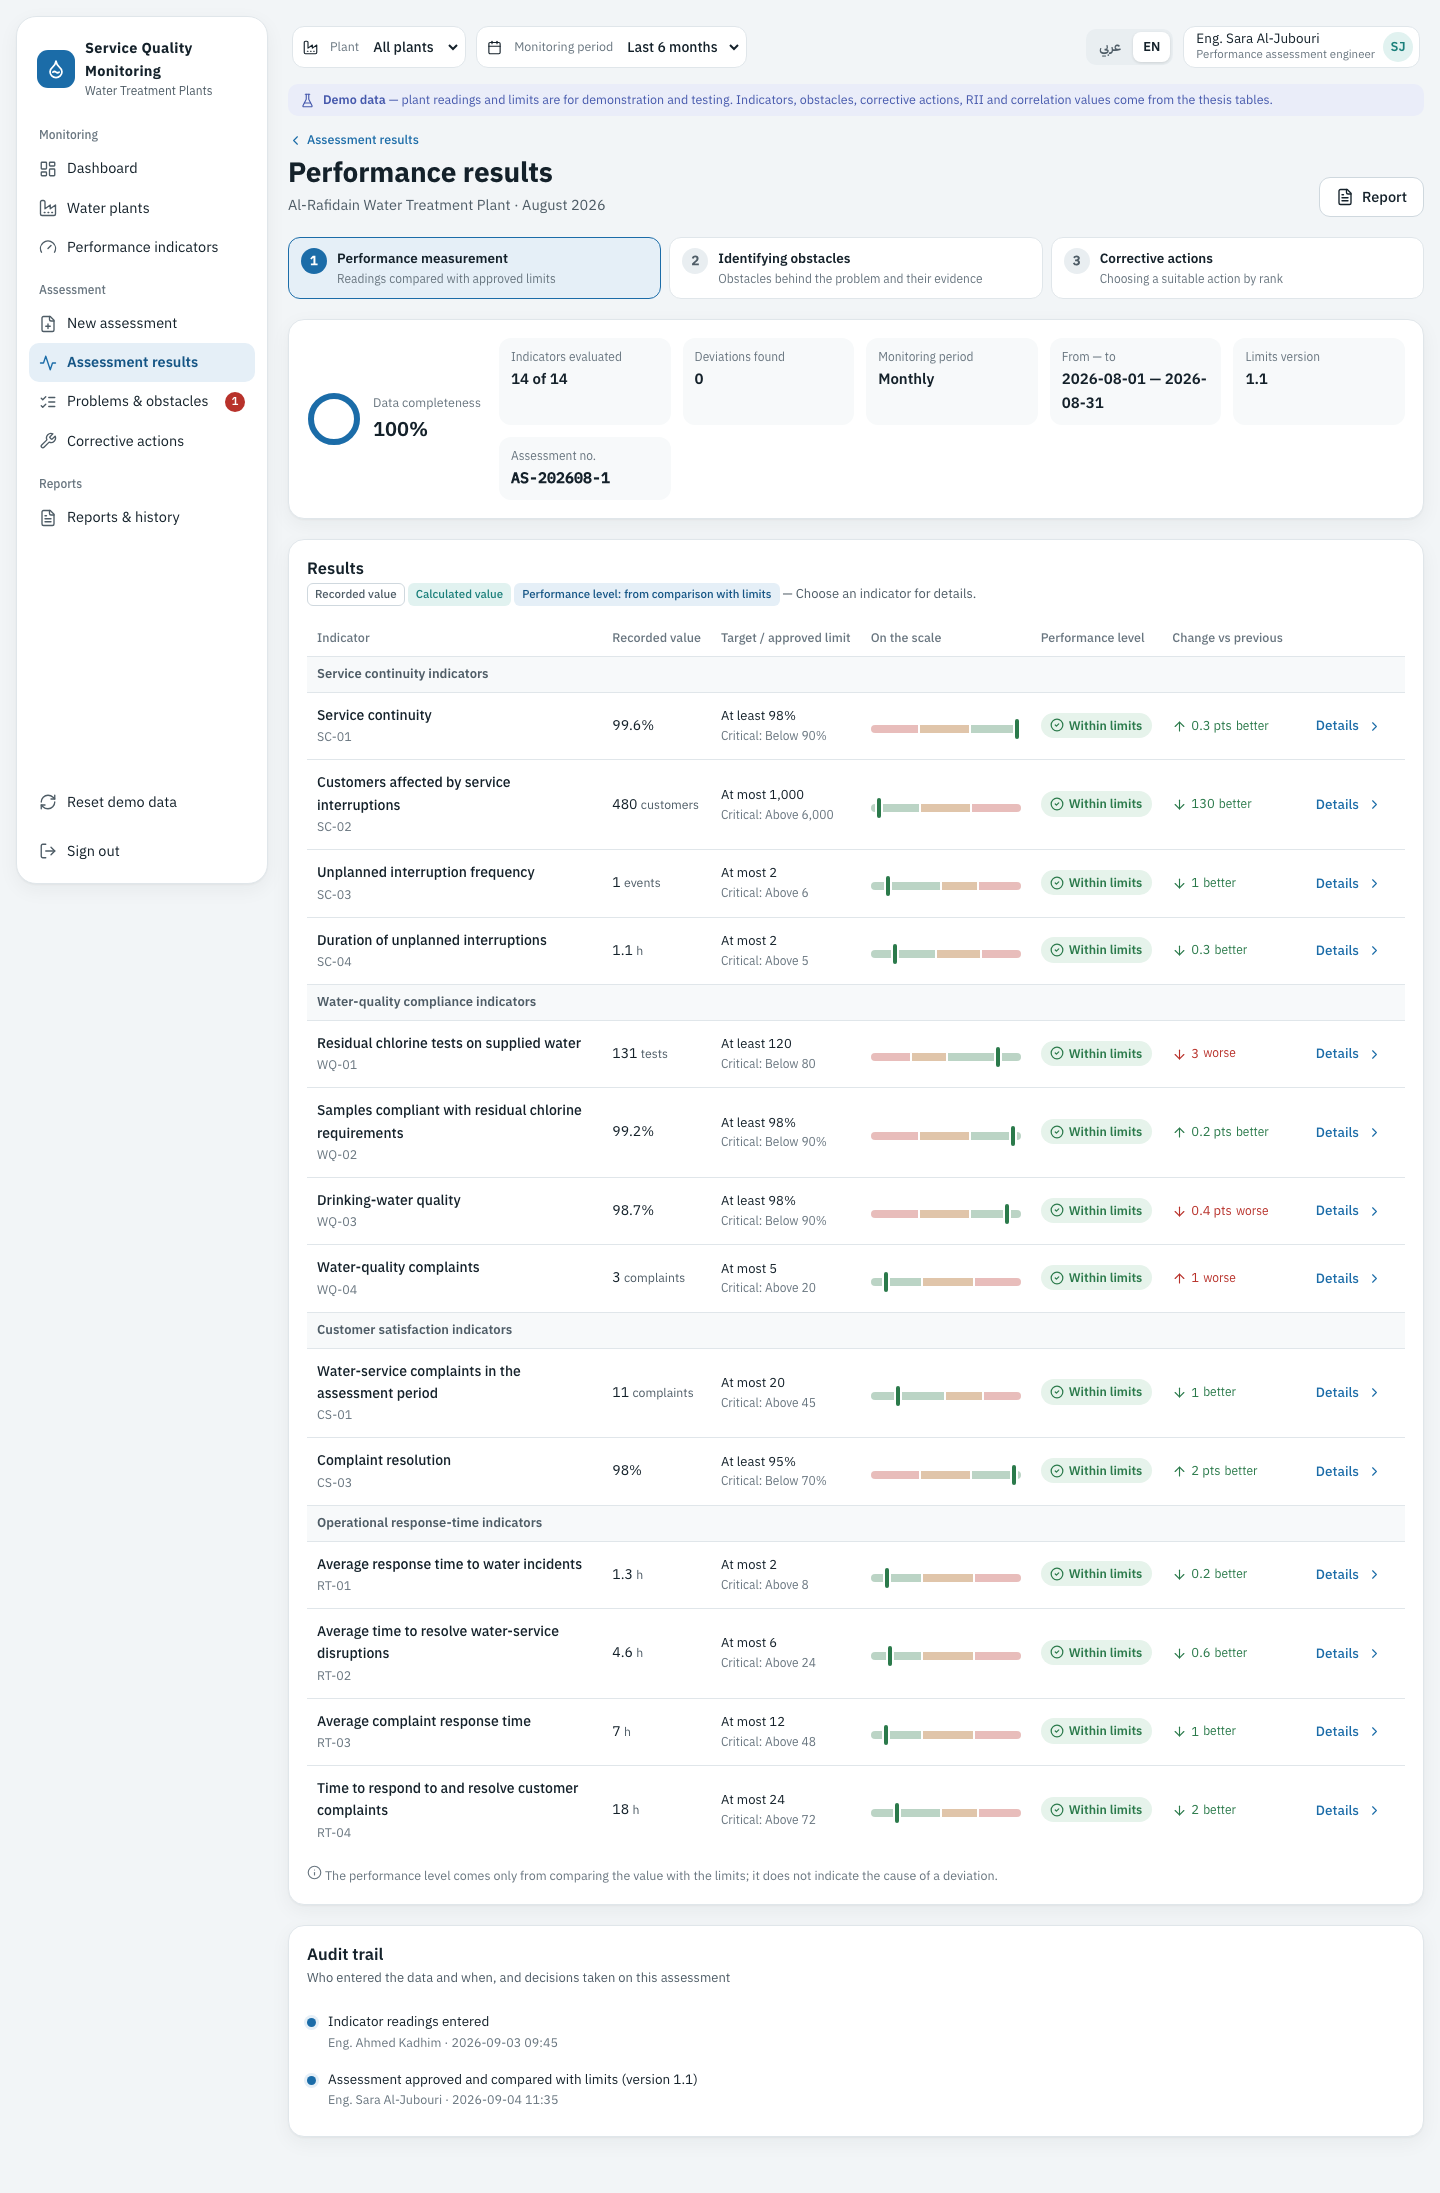 Service Quality
Monitoring
Water Treatment Plants
Monitoring
Dashboard
Water plants
Performance indicators
Assessment
New assessment
Assessment results
Problems & obstacles 1
Corrective actions
Reports
Reports & history
Reset demo data
Sign out
Plant All plants
Monitoring period Last 6 months
عربي EN
Eng. Sara Al-Jubouri
Performance assessment engineer
SJ
Demo data — plant readings and limits are for demonstration and testing. Indicators, obstacles, corrective actions, RII and correlation values come from the thesis tables.
Assessment results
Performance results
Al-Rafidain Water Treatment Plant · August 2026
Report
1 Performance measurement
Readings compared with approved limits
2 Identifying obstacles
Obstacles behind the problem and their evidence
3 Corrective actions
Choosing a suitable action by rank
Data completeness
100%
Indicators evaluated
14 of 14
Deviations found
0
Monitoring period
Monthly
From — to
2026-08-01 — 2026-
08-31
Limits version
1.1
Assessment no.
AS-202608-1
Results
Recorded value Calculated value Performance level: from comparison with limits — Choose an indicator for details.
Indicator Recorded value Target / approved limit On the scale Performance level Change vs previous
Service continuity indicators
Service continuity
SC-01
99.6%
At least 98%
Critical: Below 90%
Within limits 0.3 pts better Details
Customers affected by service
interruptions
SC-02
480 customers
At most 1,000
Critical: Above 6,000
Within limits 130 better Details
Unplanned interruption frequency
SC-03
1 events
At most 2
Critical: Above 6
Within limits 1 better Details
Duration of unplanned interruptions
SC-04
1.1 h
At most 2
Critical: Above 5
Within limits 0.3 better Details
Water-quality compliance indicators
Residual chlorine tests on supplied water
WQ-01
131 tests
At least 120
Critical: Below 80
Within limits 3 worse Details
Samples compliant with residual chlorine
requirements
WQ-02
99.2%
At least 98%
Critical: Below 90%
Within limits 0.2 pts better Details
Drinking-water quality
WQ-03
98.7%
At least 98%
Critical: Below 90%
Within limits 0.4 pts worse Details
Water-quality complaints
WQ-04
3 complaints
At most 5
Critical: Above 20
Within limits 1 worse Details
Customer satisfaction indicators
Water-service complaints in the
assessment period
CS-01
11 complaints
At most 20
Critical: Above 45
Within limits 1 better Details
Complaint resolution
CS-03
98%
At least 95%
Critical: Below 70%
Within limits 2 pts better Details
Operational response-time indicators
Average response time to water incidents
RT-01
1.3 h
At most 2
Critical: Above 8
Within limits 0.2 better Details
Average time to resolve water-service
disruptions
RT-02
4.6 h
At most 6
Critical: Above 24
Within limits 0.6 better Details
Average complaint response time
RT-03
7 h
At most 12
Critical: Above 48
Within limits 1 better Details
Time to respond to and resolve customer
complaints
RT-04
18 h
At most 24
Critical: Above 72
Within limits 2 better Details
The performance level comes only from comparing the value with the limits; it does not indicate the cause of a deviation.
Audit trail
Who entered the data and when, and decisions taken on this assessment
Indicator readings entered
Eng. Ahmed Kadhim · 2026-09-03 09:45
Assessment approved and compared with limits (version 1.1)
Eng. Sara Al-Jubouri · 2026-09-04 11:35